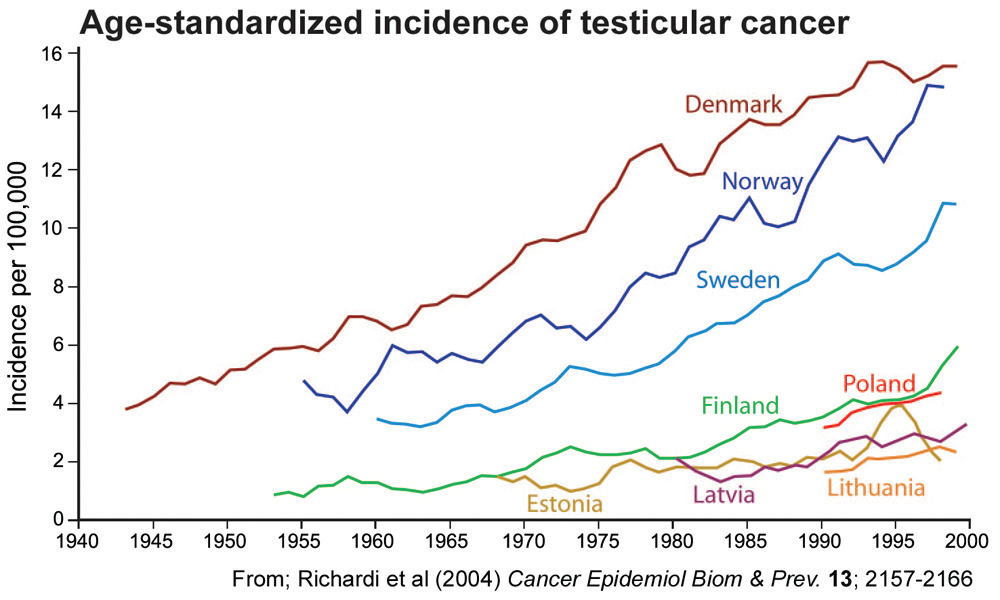 Age-standardized incidence of testicular cancer
Incidence per 100,000
16
14
12
10
8
6
4
2
0
Denmark
Norway
Sweden
Finland
Poland
Estonia
Latvia
Lithuania
1940 1945 1950 1955 1960 1965 1970 1975 1980 1985 1990 1995 2000
From; Richardi et al (2004) Cancer Epidemiol Biom & Prev. 13; 2157-2166